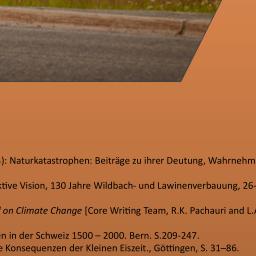 ): Naturkatastrophen: Beiträge zu ihrer Deutung, Wahrnehm
ktive Vision, 130 Jahre Wildbach- und Lawinenverbauung, 26-
on Climate Change [Core Writing Team, R.K. Pachauri and L.A
en in der Schweiz 1500 – 2000. Bern. S.209-247.
e Konsequenzen der Kleinen Eiszeit., Göttingen, S. 31–86.